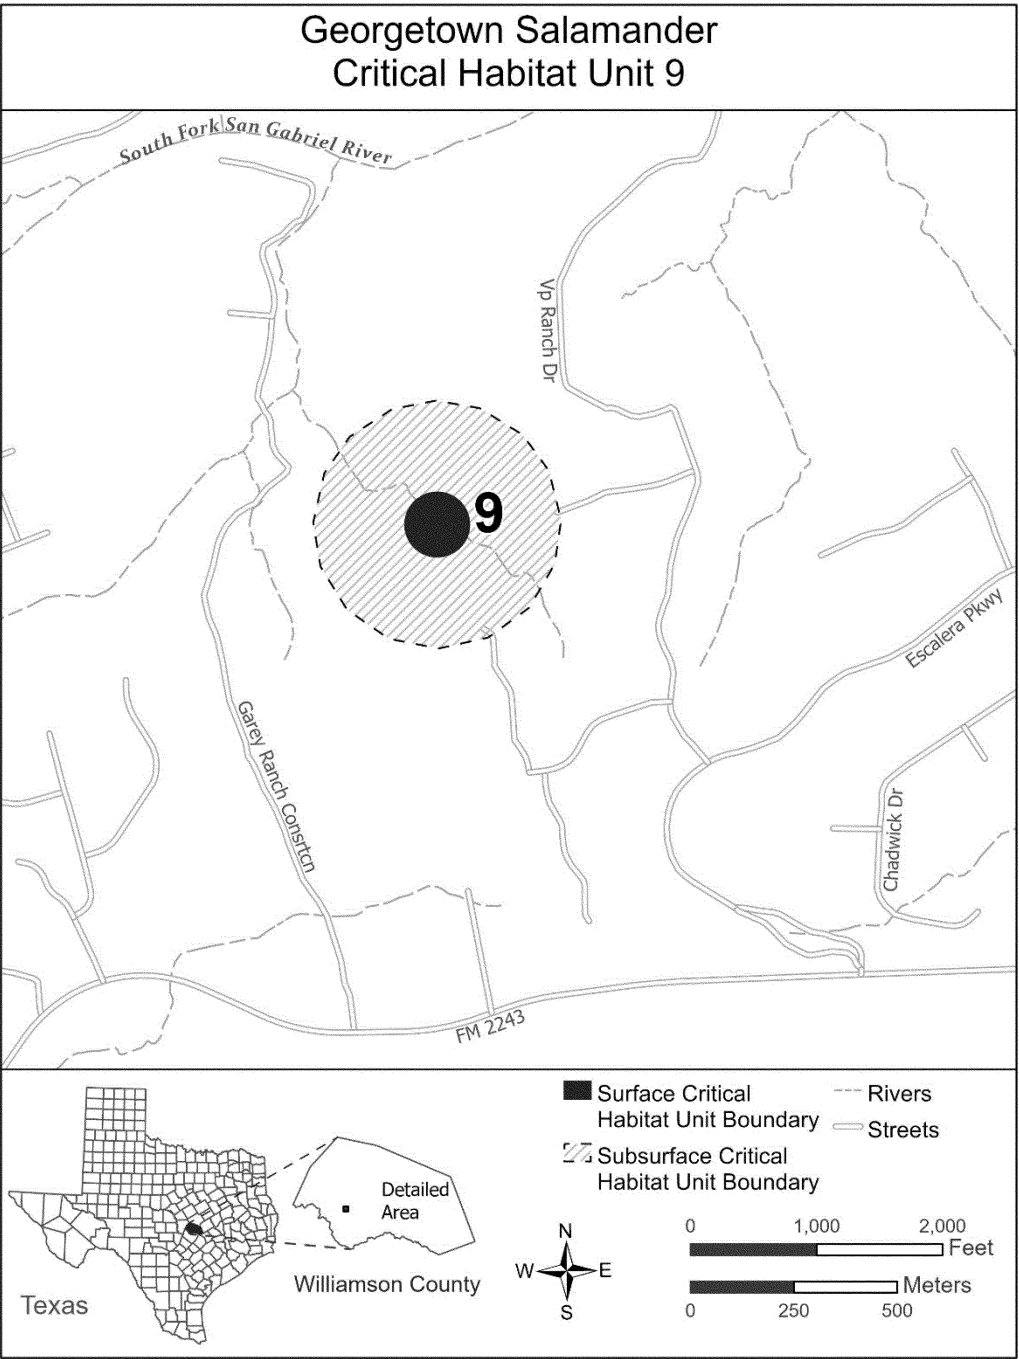 Georgetown Salamander
Critical Habitat Unit 9
South Fork San Gabriel River
Vp Ranch Dr
9
Escalera Pkwy
Garey Ranch Consrtcn
Chadwick Dr
FM 2243
Surface Critical
Habitat Unit Boundary
Subsurface Critical
Habitat Unit Boundary
Rivers
Streets
Detailed
Area
Williamson County
Texas
N
W E
S
0 1,000 2,000
Feet
Meters
0 250 500